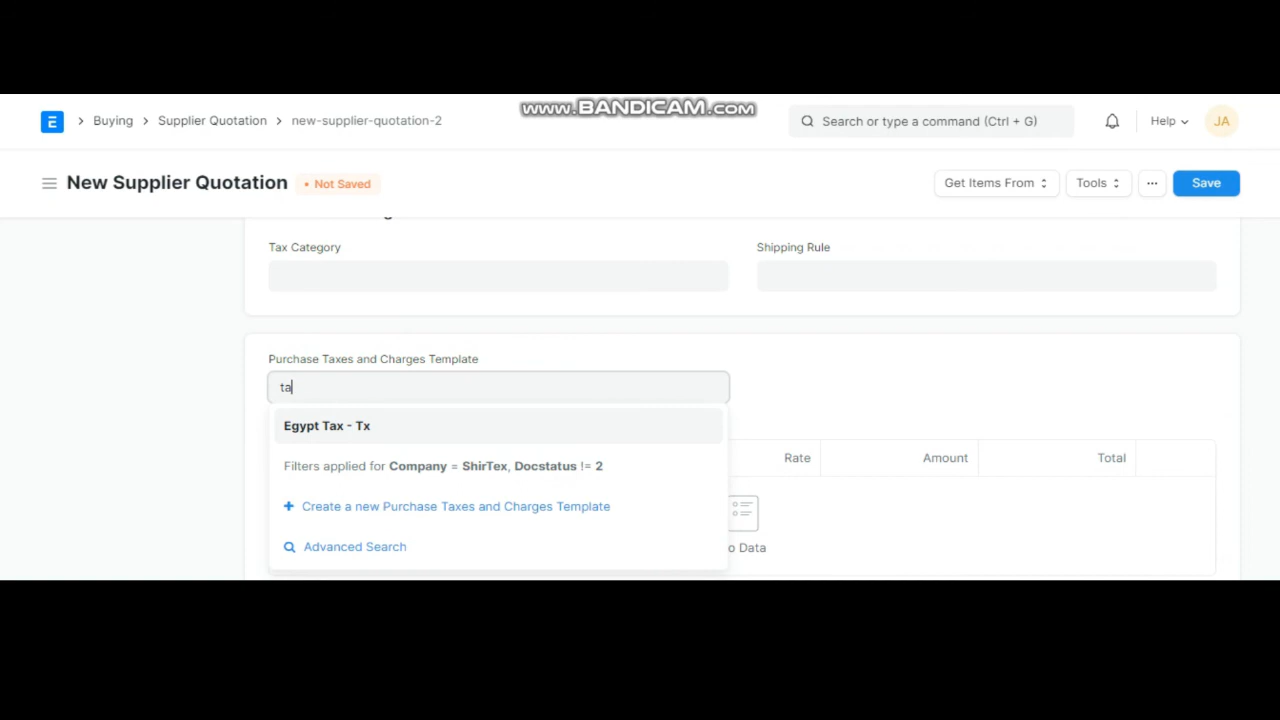 www.BANDICAM.com
E
Buying
Supplier Quotation
new-supplier-quotation-2
Search or type a command (Ctrl + G)
Help
JA
New Supplier Quotation
• Not Saved
Get Items From
Tools
...
Save
Tax Category
Shipping Rule
Purchase Taxes and Charges Template
ta
Egypt Tax - Tx
Filters applied for Company = ShirTex, Docstatus != 2
+ Create a new Purchase Taxes and Charges Template
Advanced Search
Rate
Amount
Total
o Data